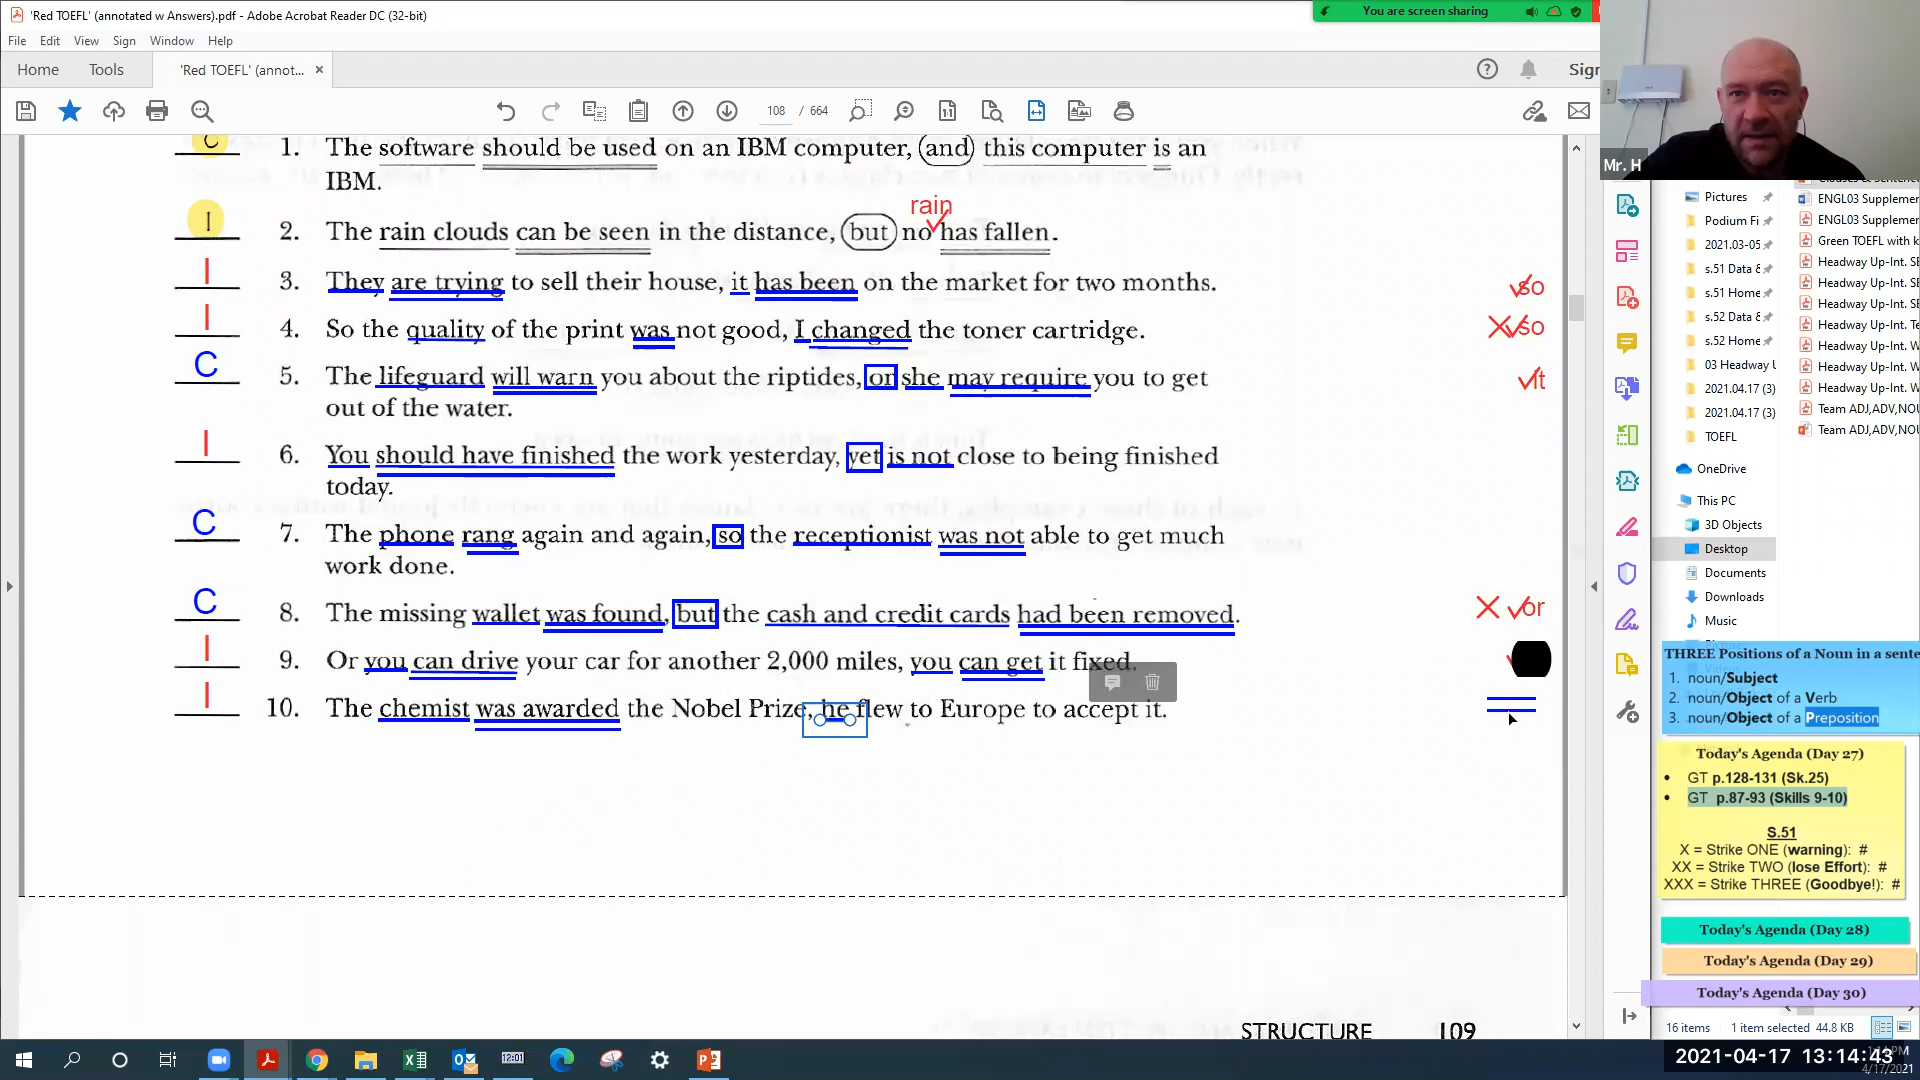 'Red TOEFL' (annotated w Answers).pdf - Adobe Acrobat Reader DC (32-bit)
You are screen sharing
File Edit View Sign Window Help
Home Tools 'Red TOEFL' (annot... × Sign
108 / 664
Mr. H
C 1. The software should be used on an IBM computer, and this computer is an
IBM.
rain
I 2. The rain clouds can be seen in the distance, but no has fallen.
I 3. They are trying to sell their house, it has been on the market for two months. so
I 4. So the quality of the print was not good, I changed the toner cartridge. so
C 5. The lifeguard will warn you about the riptides, or she may require you to get it
out of the water.
I 6. You should have finished the work yesterday, yet is not close to being finished
today.
C 7. The phone rang again and again, so the receptionist was not able to get much
work done.
C 8. The missing wallet was found, but the cash and credit cards had been removed. or
I 9. Or you can drive your car for another 2,000 miles, you can get it fixed.
I 10. The chemist was awarded the Nobel Prize, he flew to Europe to accept it.
STRUCTURE 109
Pictures
Podium Fi
2021.03-05
s.51 Data &
s.51 Home
s.52 Data &
s.52 Home
03 Headway U
2021.04.17 (3)
2021.04.17 (3)
TOEFL
OneDrive
This PC
3D Objects
Desktop
Documents
Downloads
Music
ENGL03 Supplemen
ENGL03 Supplemen
Green TOEFL with k
Headway Up-Int. SE
Headway Up-Int. SE
Headway Up-Int. SE
Headway Up-Int. Te
Headway Up-Int. W
Headway Up-Int. W
Headway Up-Int. W
Team ADJ,ADV,NOU
Team ADJ,ADV,NOU
THREE Positions of a Noun in a sente
1. noun/Subject
2. noun/Object of a Verb
3. noun/Object of a Preposition
Today's Agenda (Day 27)
• GT p.128-131 (Sk.25)
• GT p.87-93 (Skills 9-10)
S.51
X = Strike ONE (warning): #
XX = Strike TWO (lose Effort): #
XXX = Strike THREE (Goodbye!): #
Today's Agenda (Day 28)
Today's Agenda (Day 29)
Today's Agenda (Day 30)
16 items 1 item selected 44.8 KB
12:01
2021-04-17 13:14:43
4/17/2021